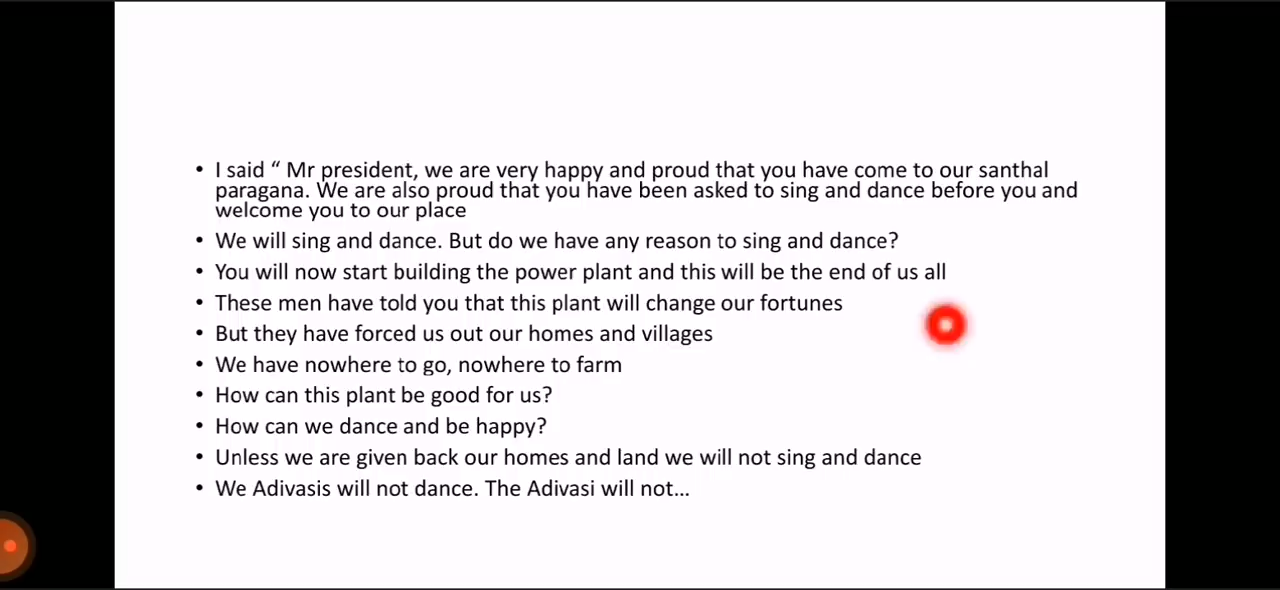 • I said “ Mr president, we are very happy and proud that you have come to our santhal
paragana. We are also proud that you have been asked to sing and dance before you and
welcome you to our place
• We will sing and dance. But do we have any reason to sing and dance?
• You will now start building the power plant and this will be the end of us all
• These men have told you that this plant will change our fortunes
• But they have forced us out our homes and villages
• We have nowhere to go, nowhere to farm
• How can this plant be good for us?
• How can we dance and be happy?
• Unless we are given back our homes and land we will not sing and dance
• We Adivasis will not dance. The Adivasi will not...